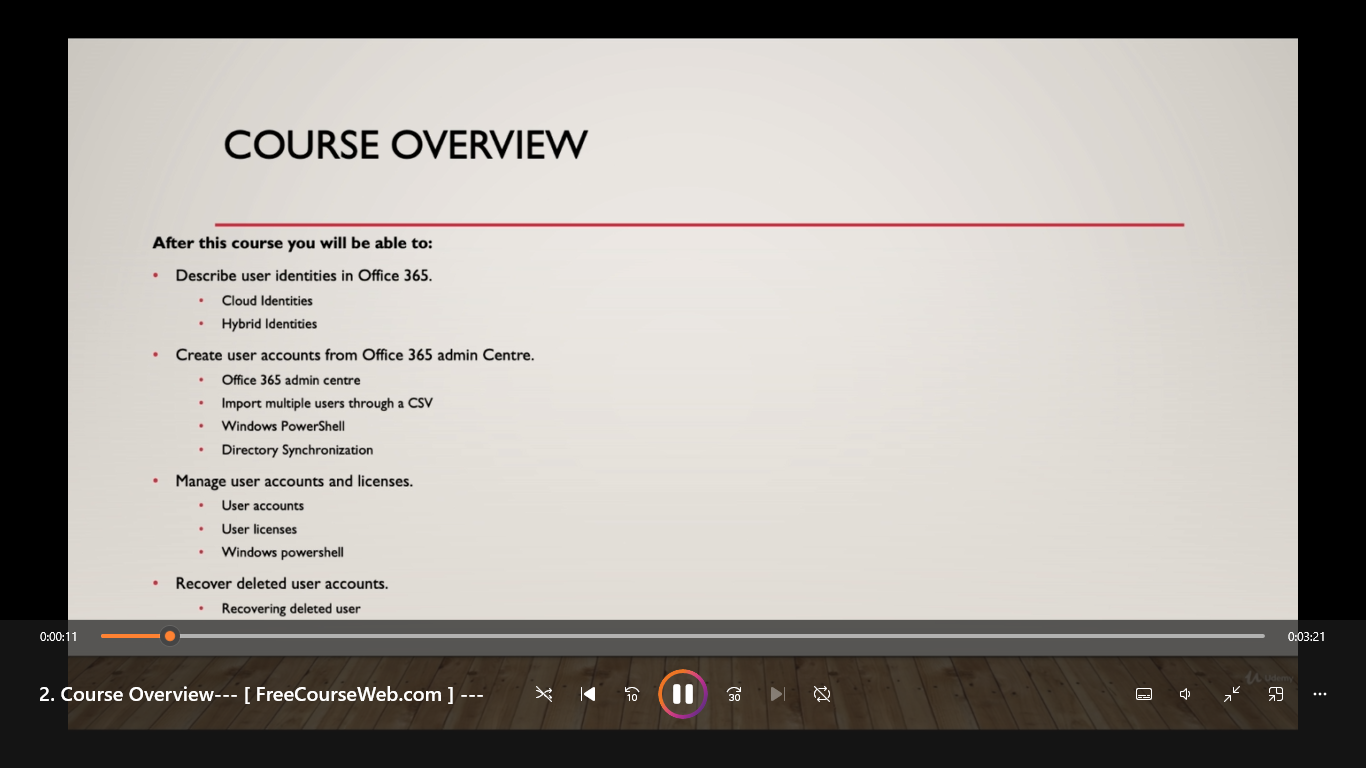 COURSE OVERVIEW
After this course you will be able to:
• Describe user identities in Office 365.
• Cloud Identities
• Hybrid Identities
• Create user accounts from Office 365 admin Centre.
• Office 365 admin centre
• Import multiple users through a CSV
• Windows PowerShell
• Directory Synchronization
• Manage user accounts and licenses.
• User accounts
• User licenses
• Windows powershell
• Recover deleted user accounts.
• Recovering deleted user
0:00:11
0:03:21
Udemy
2. Course Overview--- [ FreeCourseWeb.com ] ---
10
30